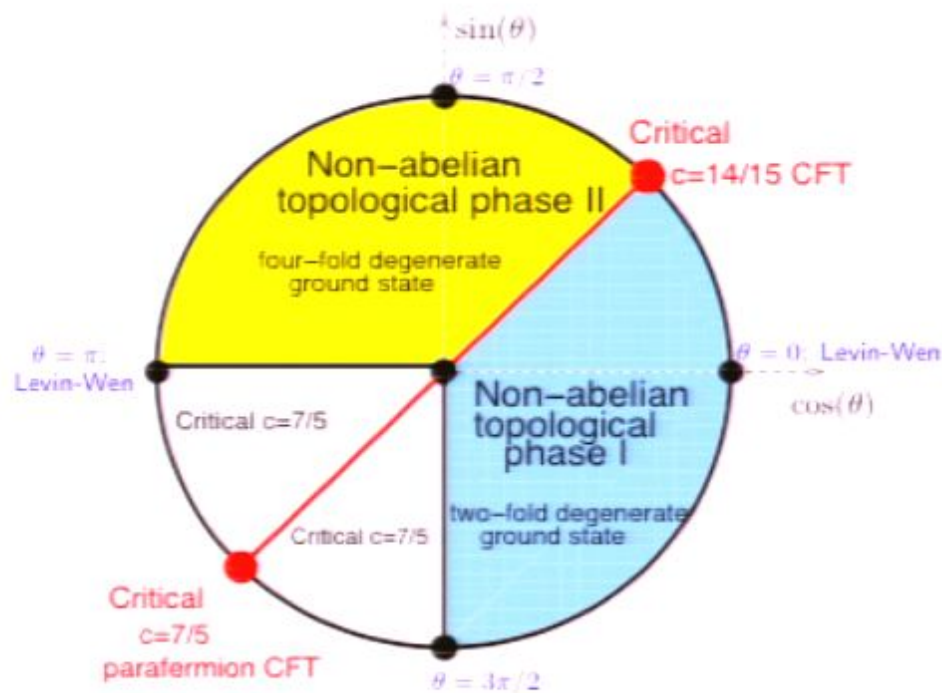 sin(θ)
θ = π/2
Critical
c=14/15 CFT
Non-abelian
topological phase II
four-fold degenerate
ground state
θ = π:
Levin-Wen
θ = 0: Levin-Wen
cos(θ)
Non-abelian
topological
phase I
Critical c=7/5
two-fold degenerate
ground state
Critical c=7/5
Critical
c=7/5
parafermion CFT
θ = 3π/2